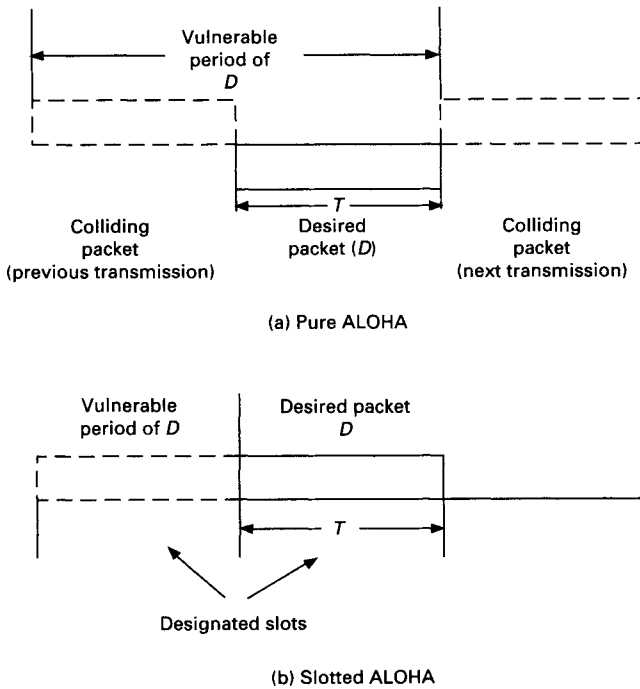 Vulnerable
period of
D
T
Colliding
packet
(previous transmission)
Desired
packet (D)
Colliding
packet
(next transmission)
(a) Pure ALOHA
Vulnerable
period of D
Desired packet
D
T
Designated slots
(b) Slotted ALOHA